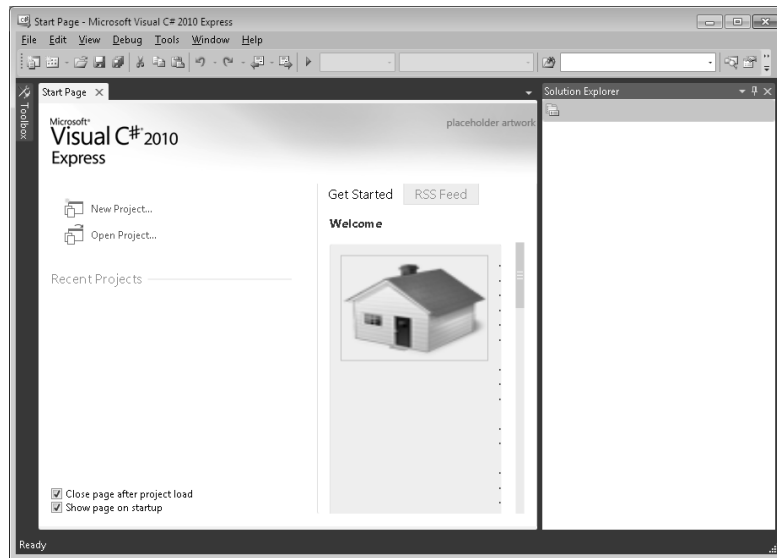 Start Page - Microsoft Visual C# 2010 Express
File Edit View Debug Tools Window Help
Toolbox
Start Page
Solution Explorer
Microsoft®
Visual C#® 2010
Express
placeholder artwork
New Project...
Open Project...
Recent Projects
Get Started RSS Feed
Welcome
Close page after project load
Show page on startup
Ready